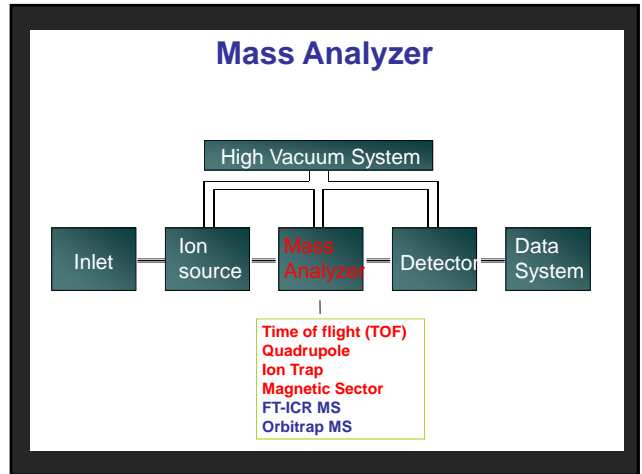 Mass Analyzer
High Vacuum System
Inlet
Ion
source
Mass
Analyzer
Detector
Data
System
Time of flight (TOF)
Quadrupole
Ion Trap
Magnetic Sector
FT-ICR MS
Orbitrap MS